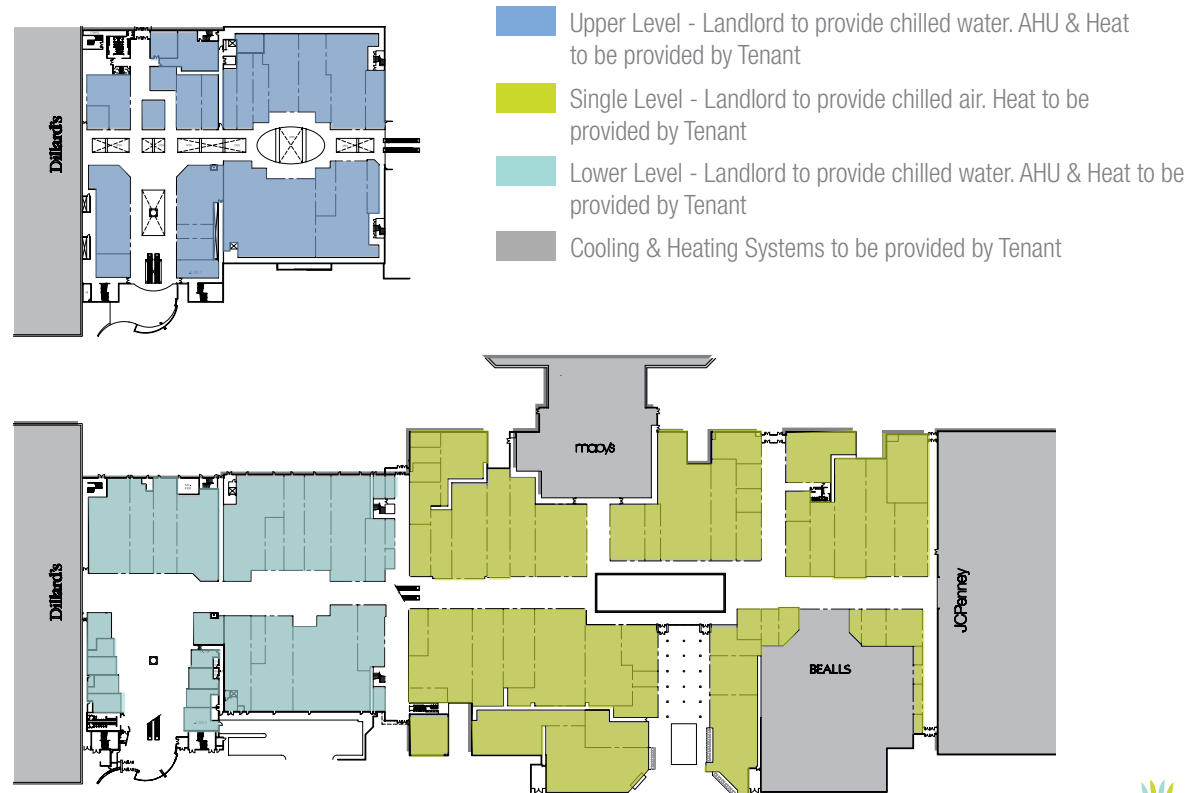 Upper Level - Landlord to provide chilled water. AHU & Heat
to be provided by Tenant
Single Level - Landlord to provide chilled air. Heat to be
provided by Tenant
Lower Level - Landlord to provide chilled water. AHU & Heat to be
provided by Tenant
Cooling & Heating Systems to be provided by Tenant
Dillard's
macy's
Dillard's
JCPenney
BEALLS